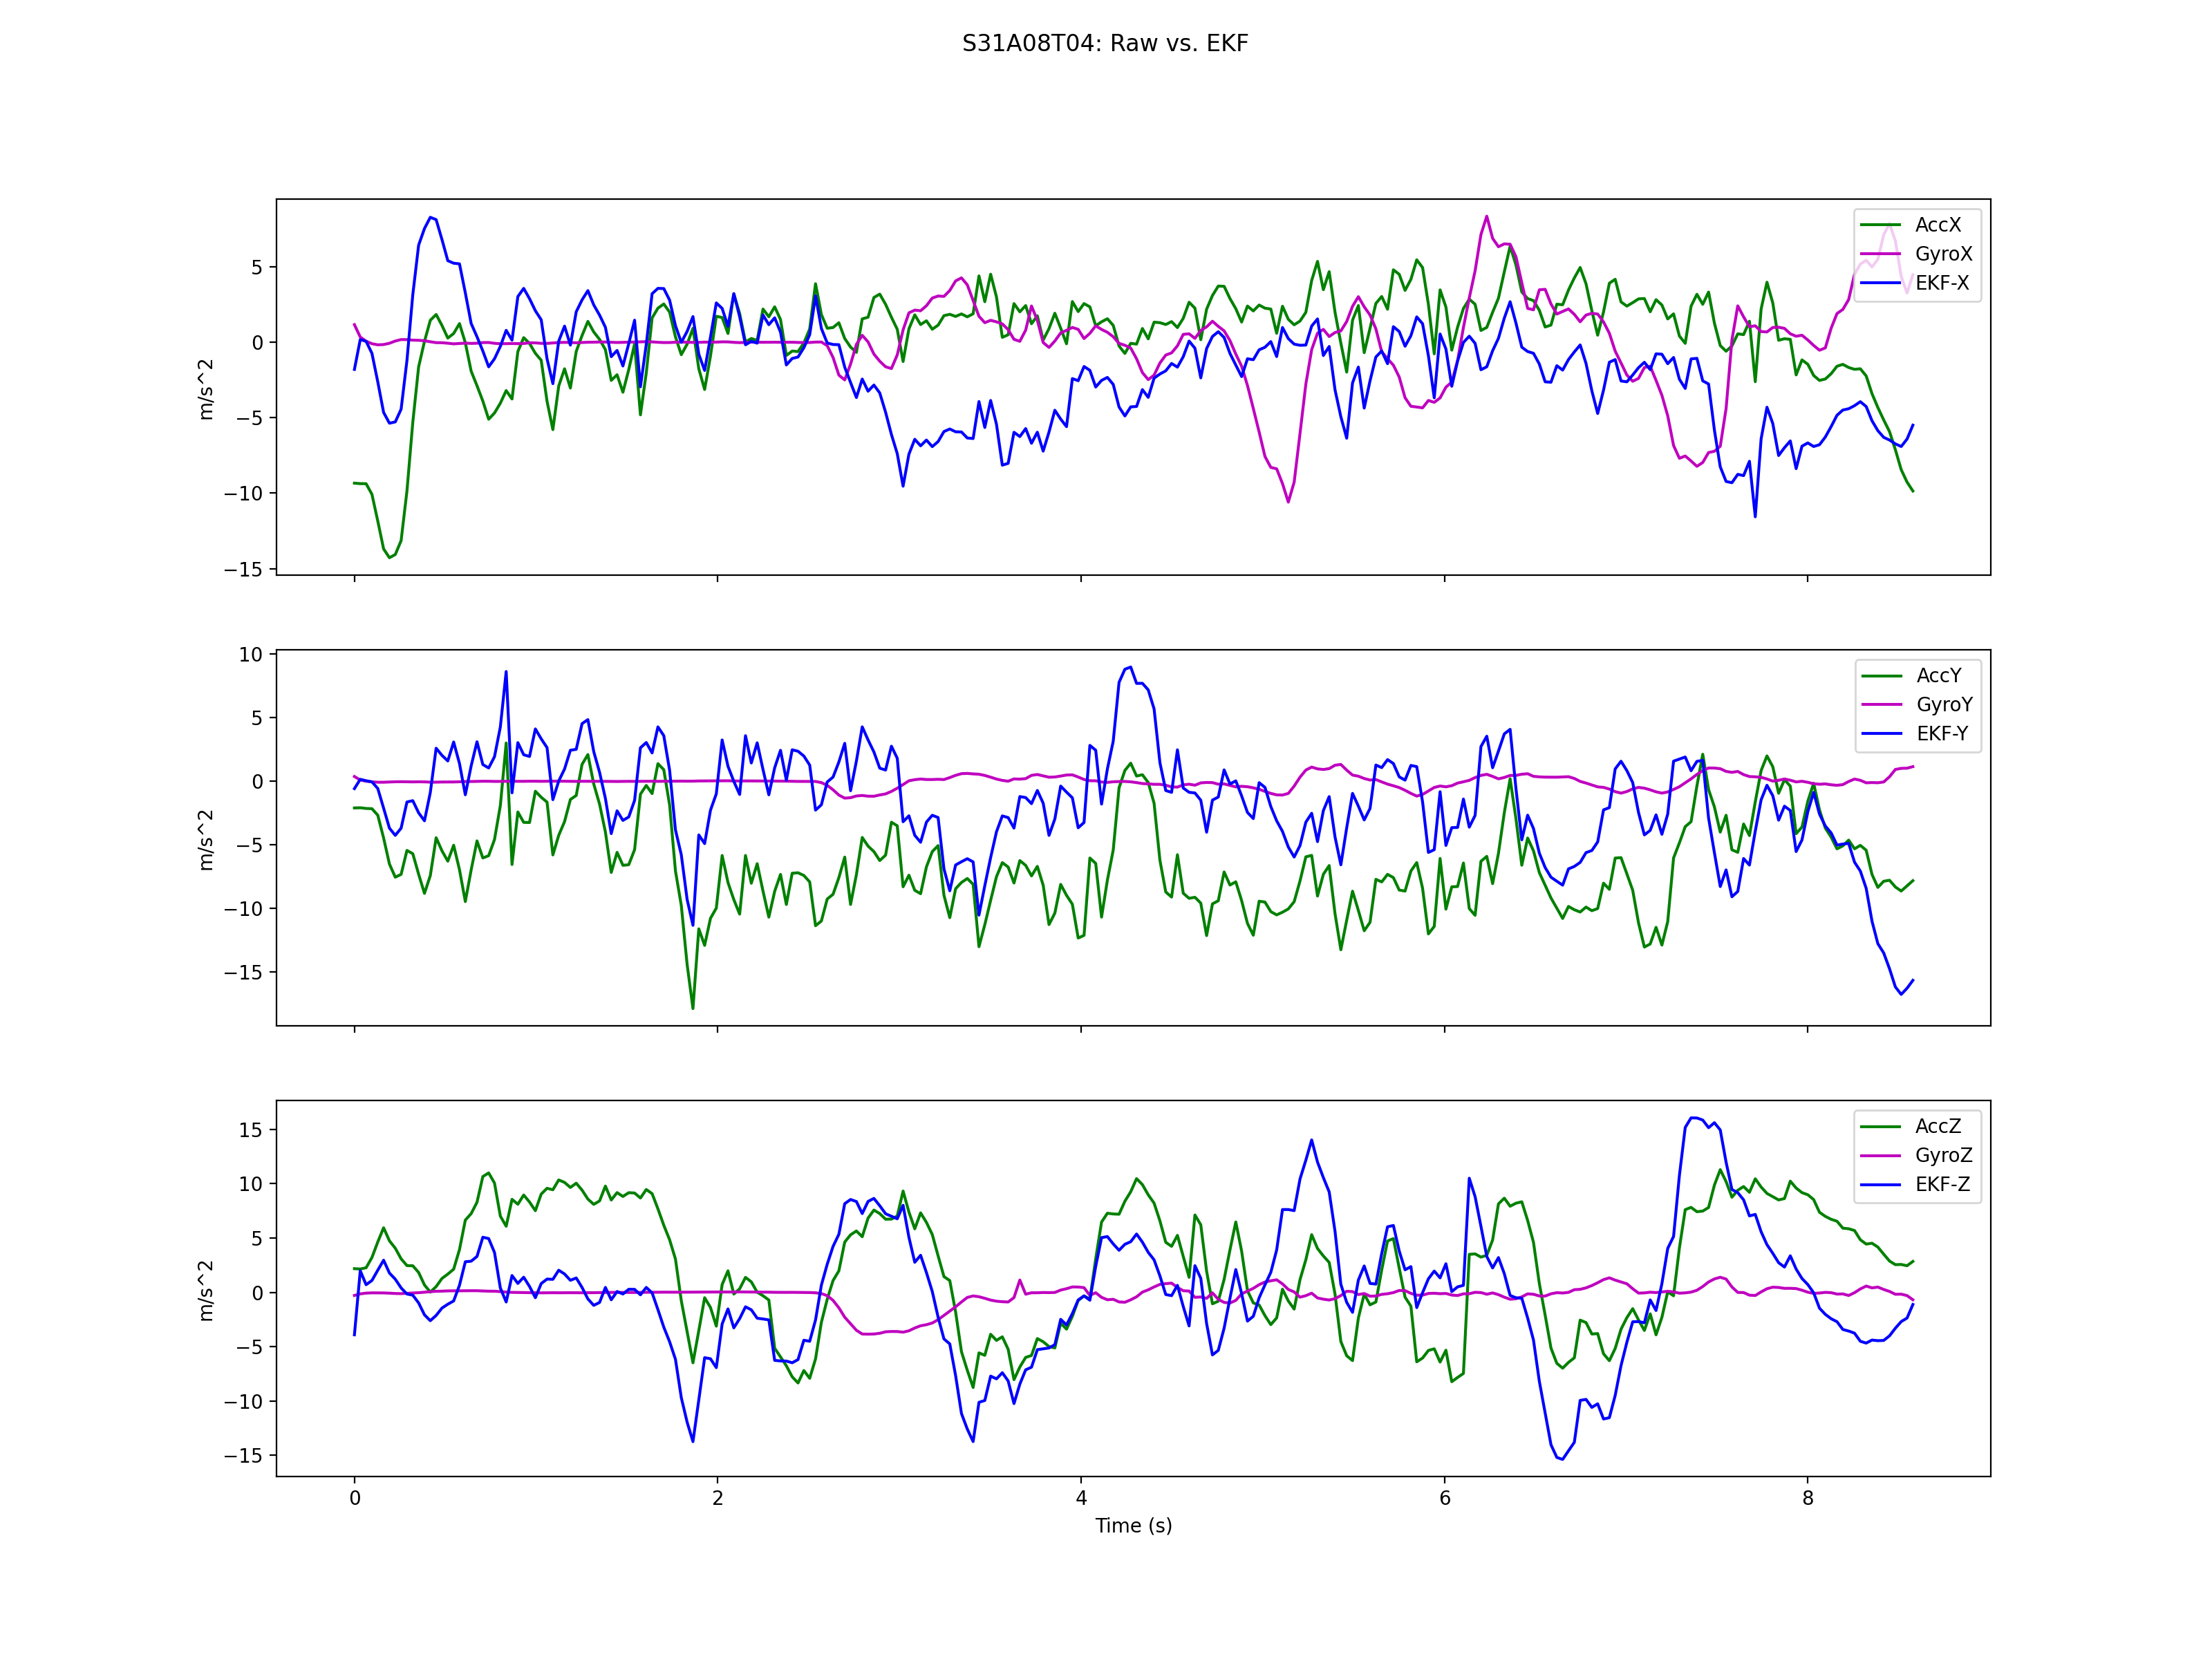 S31A08T04: Raw vs. EKF
5
0
−5
−10
−15
m/s^2
AccX
GyroX
EKF-X
10
5
0
−5
−10
−15
m/s^2
AccY
GyroY
EKF-Y
15
10
5
0
−5
−10
−15
m/s^2
AccZ
GyroZ
EKF-Z
0 2 4 6 8
Time (s)